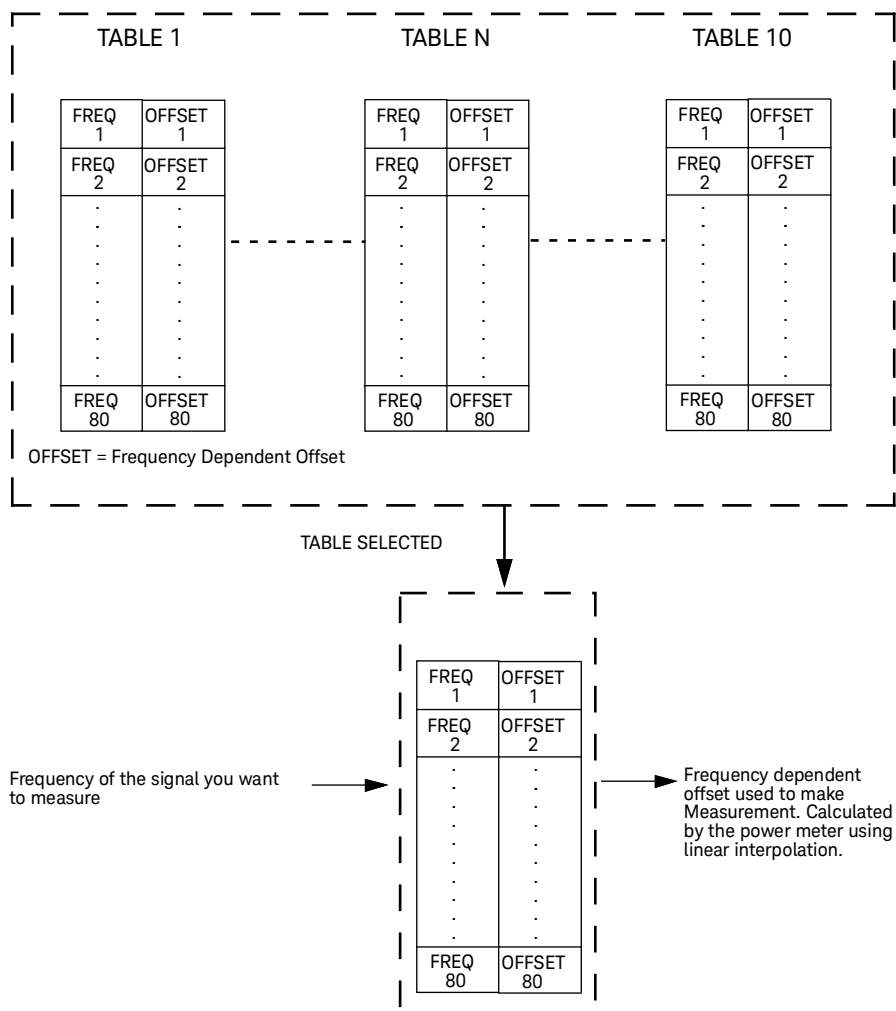 TABLE 1 TABLE N TABLE 10
FREQ OFFSET FREQ OFFSET FREQ OFFSET
1 1 1 1 1 1
FREQ OFFSET FREQ OFFSET FREQ OFFSET
2 2 2 2 2 2
FREQ OFFSET FREQ OFFSET FREQ OFFSET
80 80 80 80 80 80
OFFSET = Frequency Dependent Offset
TABLE SELECTED
FREQ OFFSET
1 1
FREQ OFFSET
2 2
Frequency of the signal you want
to measure
Frequency dependent
offset used to make
Measurement. Calculated
by the power meter using
linear interpolation.
FREQ OFFSET
80 80